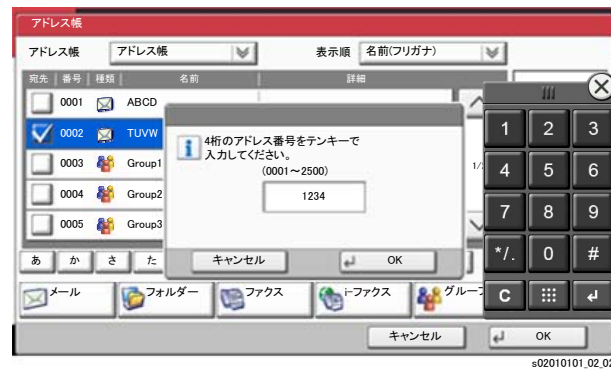 アドレス帳
アドレス帳 アドレス帳 表示順 名前(フリガナ)
宛先 番号 種類 名前 詳細
0001 ABCD
0002 TUVW
0003 Group1
0004 Group2
0005 Group3
4桁のアドレス番号をテンキーで
入力してください。
(0001~2500)
1234
キャンセル OK
1/
1 2 3
4 5 6
7 8 9
*/. 0 #
C
あ か さ た
メール フォルダー ファクス i-ファクス グルー
キャンセル OK
s02010101_02_02